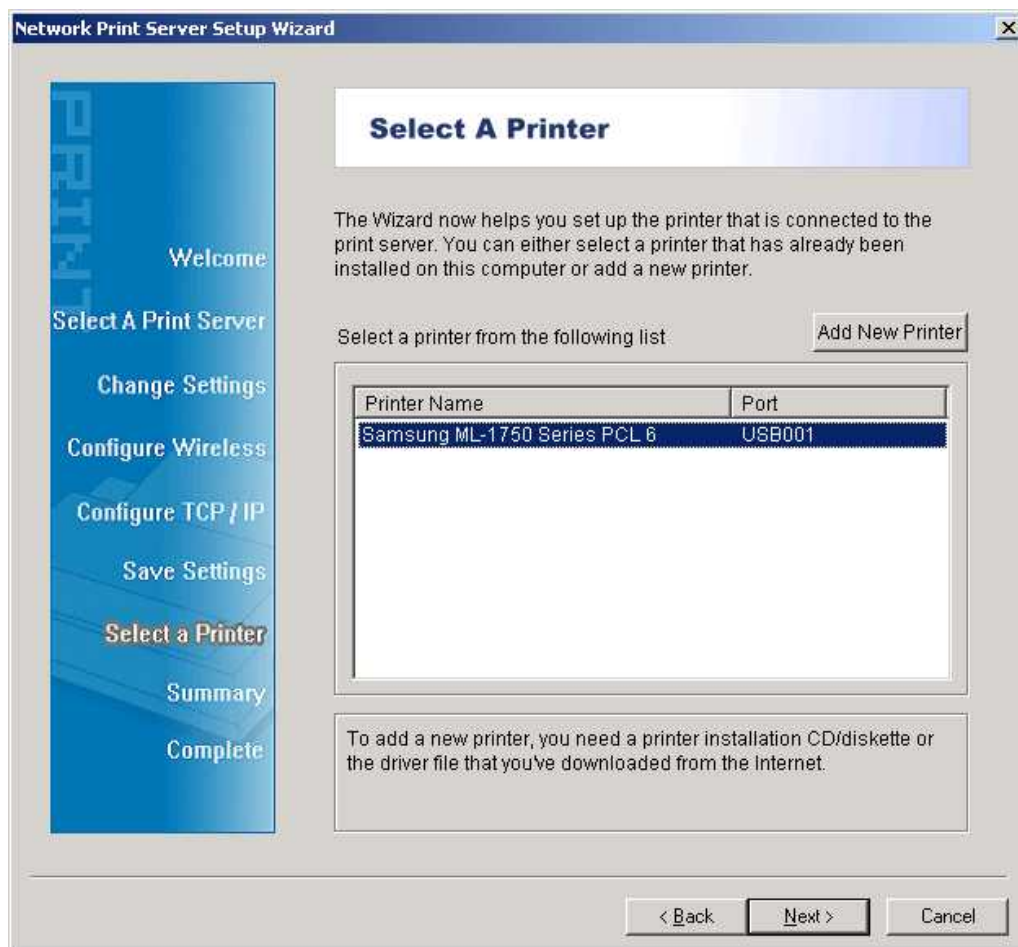 Network Print Server Setup Wizard
PRINT
Welcome
Select A Print Server
Change Settings
Configure Wireless
Configure TCP / IP
Save Settings
Select a Printer
Summary
Complete
Select A Printer
The Wizard now helps you set up the printer that is connected to the
print server. You can either select a printer that has already been
installed on this computer or add a new printer.
Select a printer from the following list
Add New Printer
Printer Name Port
Samsung ML-1750 Series PCL 6 USB001
To add a new printer, you need a printer installation CD/diskette or
the driver file that you've downloaded from the Internet.
< Back Next > Cancel